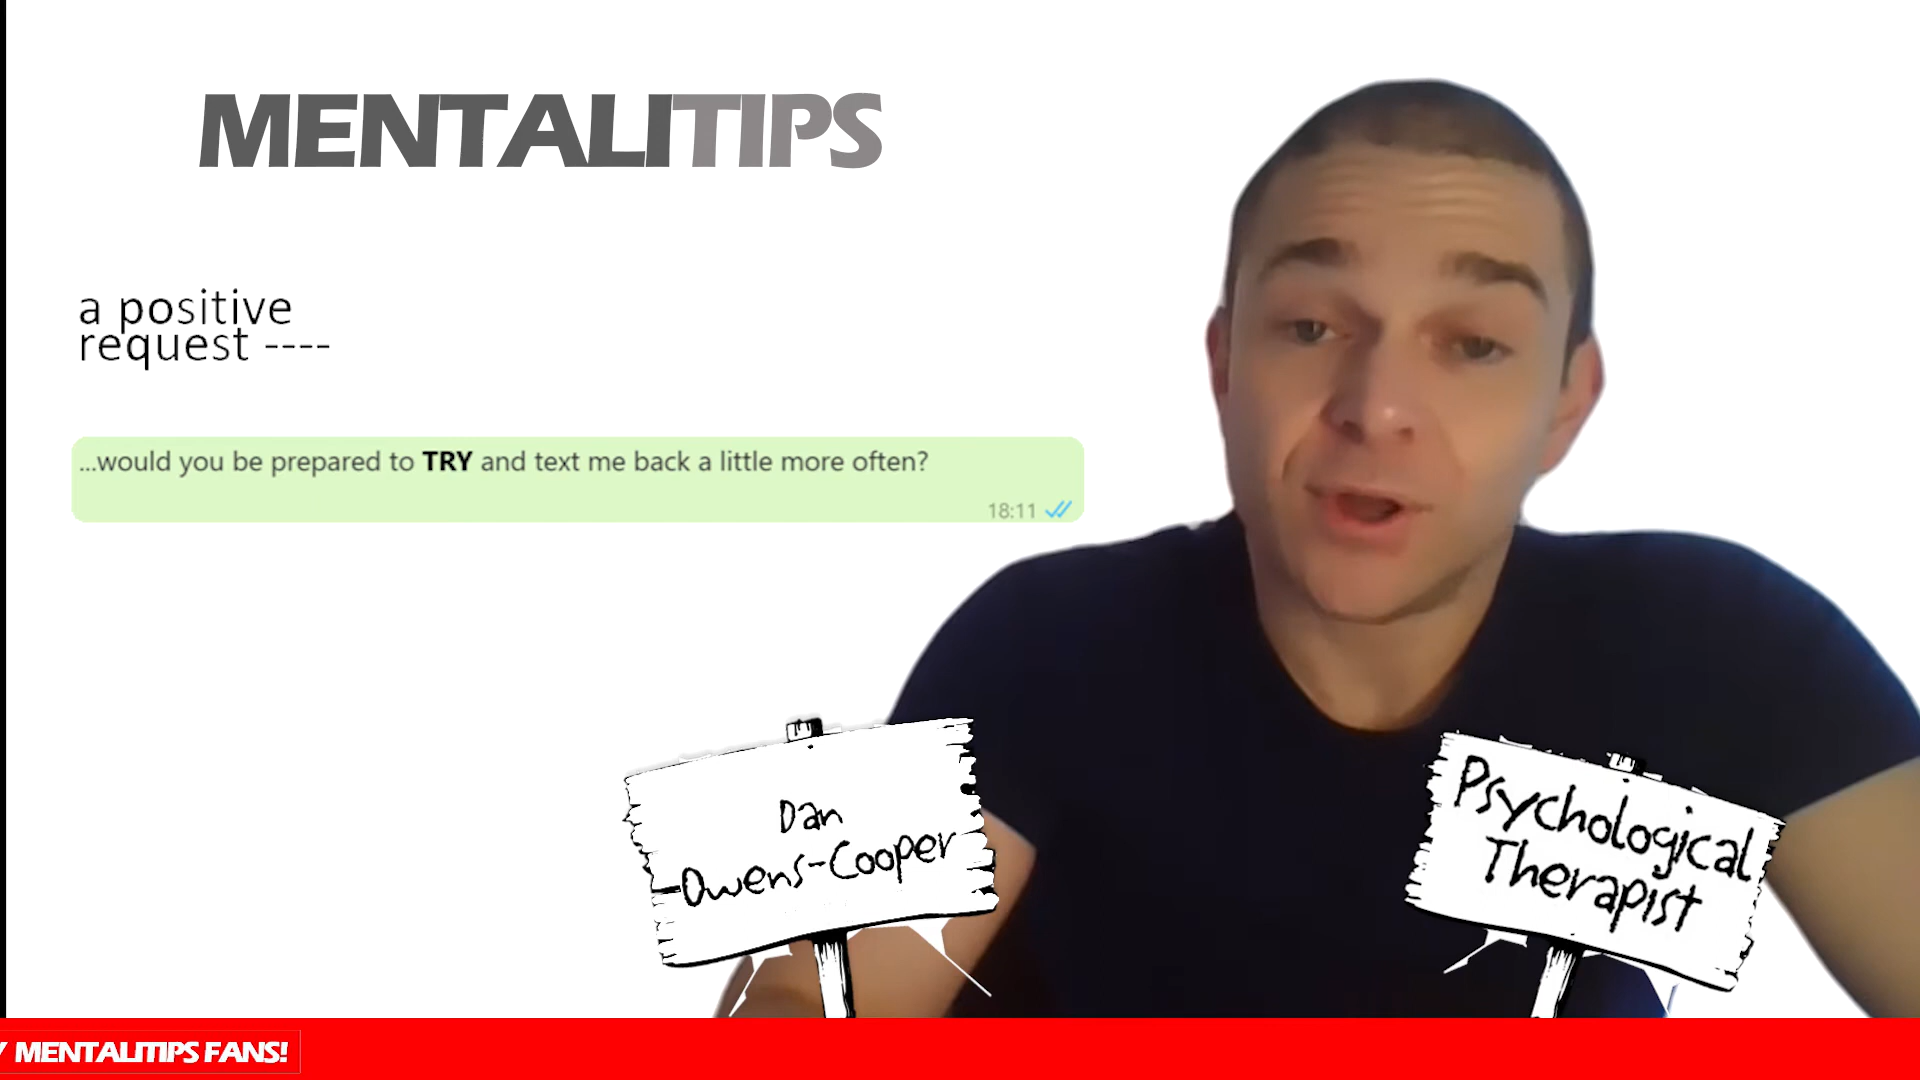 MENTALITIPS
a positive
request ----
...would you be prepared to TRY and text me back a little more often?
18:11
Dan
Owens-Cooper
Psychological
Therapist
MENTALITIPS FANS!